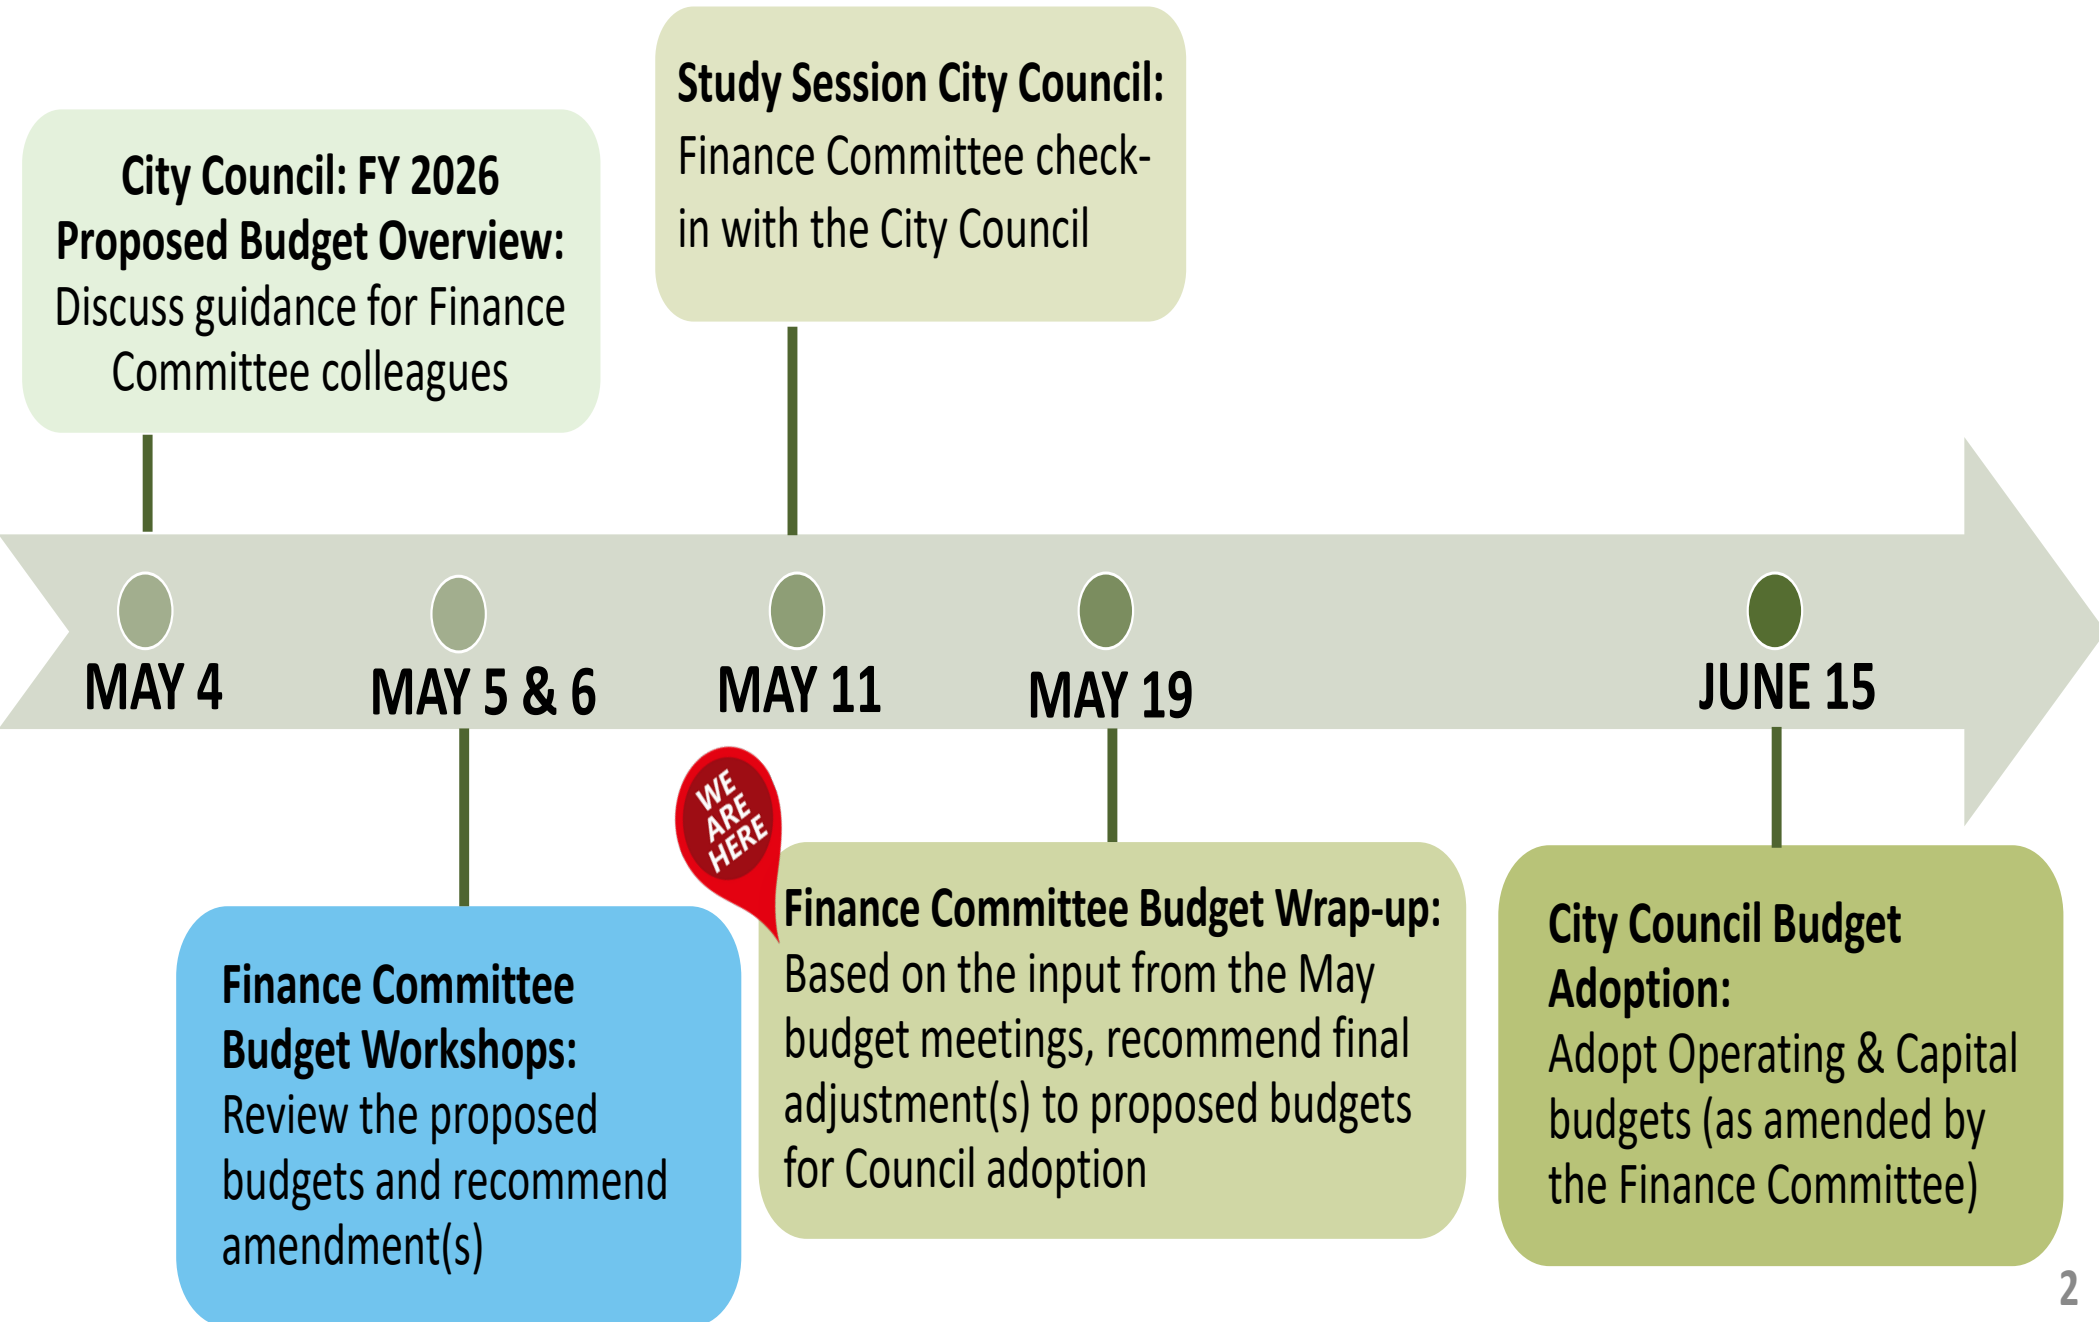 City Council: FY 2026
Proposed Budget Overview:
Discuss guidance for Finance
Committee colleagues
Study Session City Council:
Finance Committee check-
in with the City Council
MAY 4
MAY 5 & 6
MAY 11
MAY 19
JUNE 15
WE
ARE
HERE
Finance Committee
Budget Workshops:
Review the proposed
budgets and recommend
amendment(s)
Finance Committee Budget Wrap-up:
Based on the input from the May
budget meetings, recommend final
adjustment(s) to proposed budgets
for Council adoption
City Council Budget
Adoption:
Adopt Operating & Capital
budgets (as amended by
the Finance Committee)
2